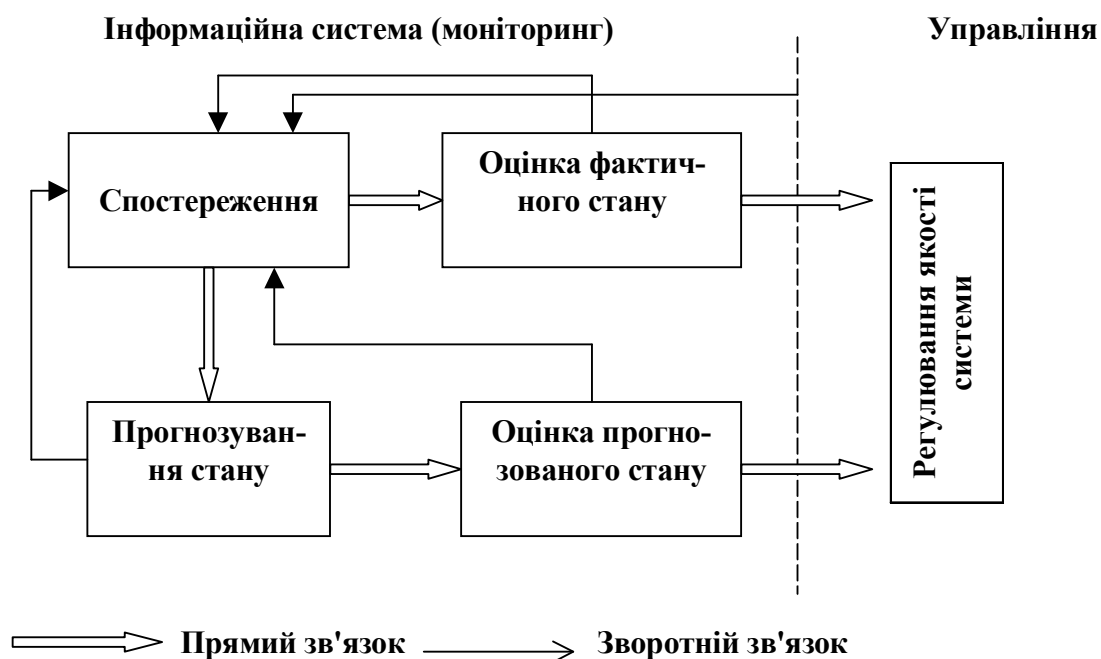 Інформаційна система (моніторинг)
Управління
Спостереження
Оцінка фактич-
ного стану
Прогнозуван-
ня стану
Оцінка прогно-
зованого стану
Регулювання якості
системи
Прямий зв'язок
Зворотній зв'язок